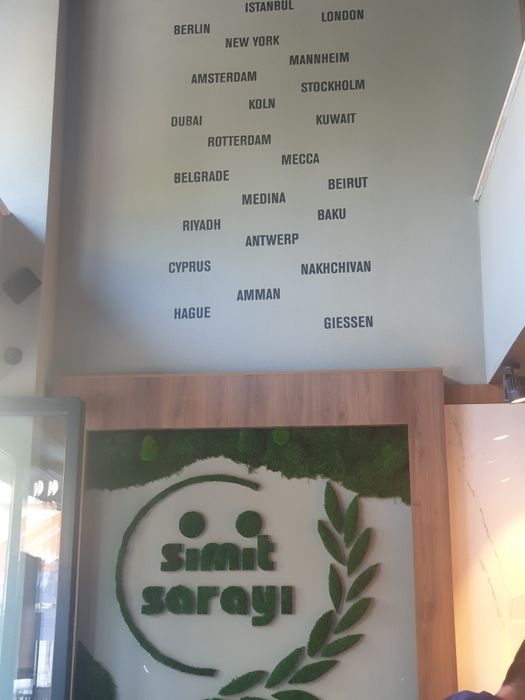 ISTANBUL
LONDON
BERLIN
NEW YORK
MANNHEIM
AMSTERDAM
STOCKHOLM
KOLN
DUBAI
KUWAIT
ROTTERDAM
MECCA
BELGRADE
BEIRUT
MEDINA
BAKU
RIYADH
ANTWERP
CYPRUS
NAKHCHIVAN
AMMAN
HAGUE
GIESSEN
simit
sarayı